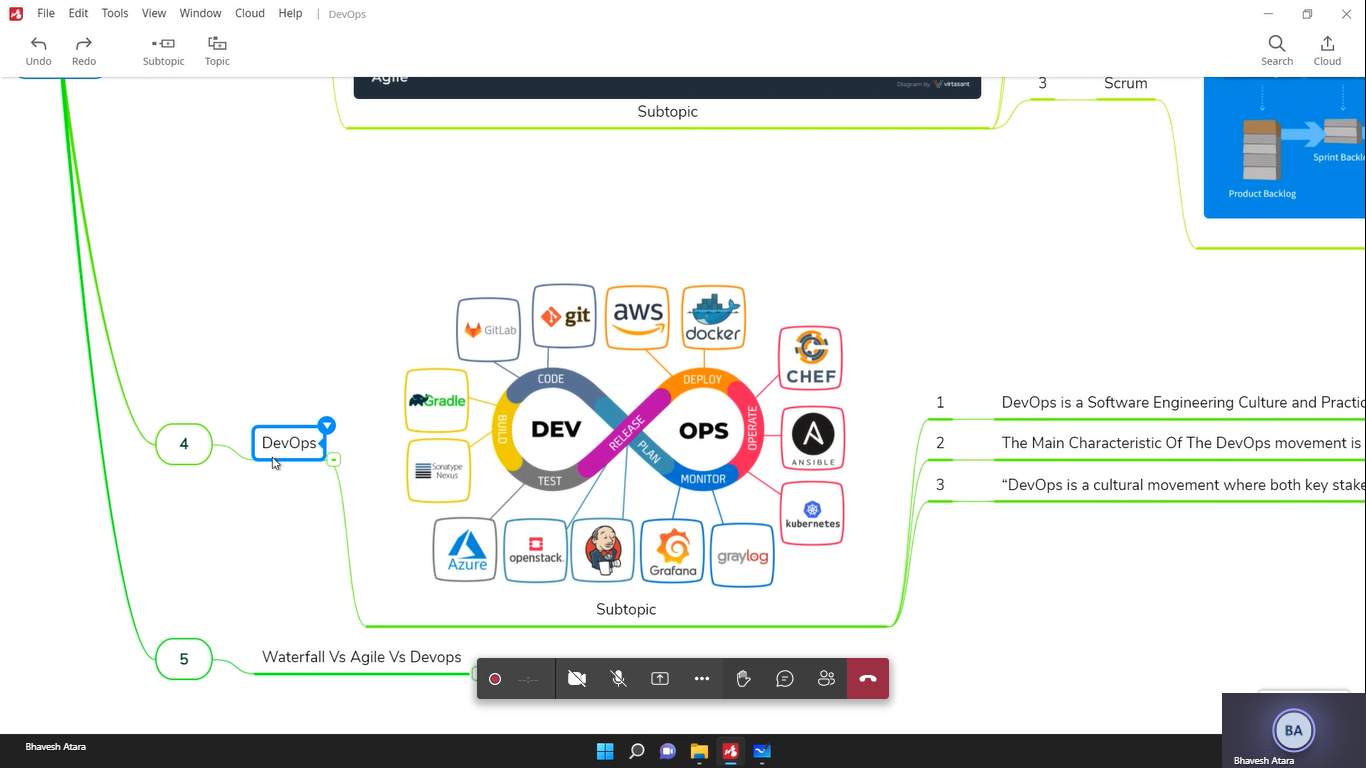 File Edit Tools View Window Cloud Help | DevOps
Undo Redo Subtopic Topic Search Cloud
Agile
Diagram by virtasant
Subtopic
3 Scrum
Product Backlog
Sprint Backl
GitLab
git
aws
docker
CHEF
Gradle
CODE
DEPLOY
BUILD
DEV
RELEASE
PLAN
OPS
OPERATE
ANSIBLE
Sonatype
Nexus
TEST
MONITOR
kubernetes
Azure
openstack.
Grafana
graylog
Subtopic
4 DevOps
1 DevOps is a Software Engineering Culture and Practic
2 The Main Characteristic Of The DevOps movement is
3 “DevOps is a cultural movement where both key stake
5 Waterfall Vs Agile Vs Devops
--:--
BA
Bhavesh Atara
Bhavesh Atara